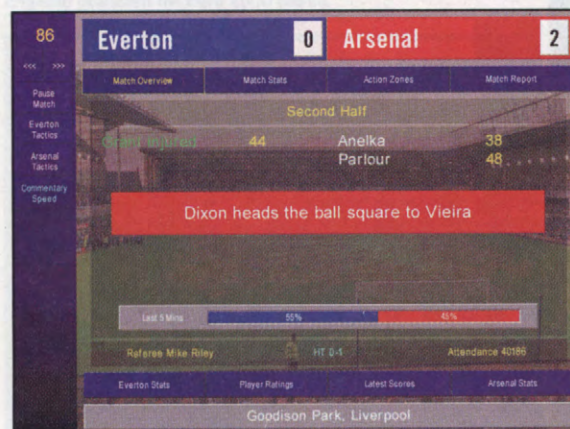 86
Everton 0 Arsenal 2
<<< >>>
Match Overview Match Stats Action Zones Match Report
Pause Match
Everton Tactics
Arsenal Tactics
Commentary Speed
Second Half
Grant injured 44 Anelka 38
Parlour 48
Dixon heads the ball square to Vieira
Last 5 Mins 55% 45%
Referee Mike Riley HT 0-1 Attendance 40186
Everton Stats Player Ratings Latest Scores Arsenal Stats
Goodison Park, Liverpool